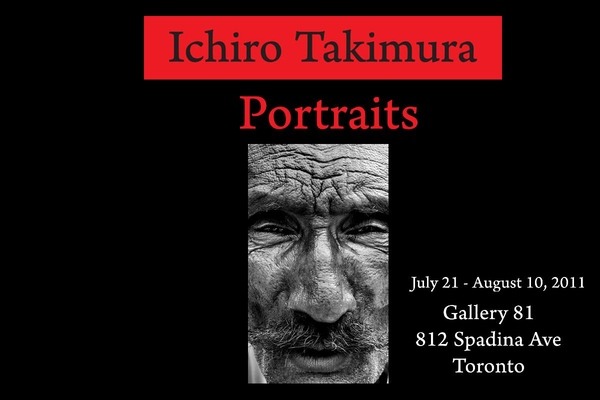 Ichiro Takimura
Portraits
July 21 - August 10, 2011
Gallery 81
812 Spadina Ave
Toronto